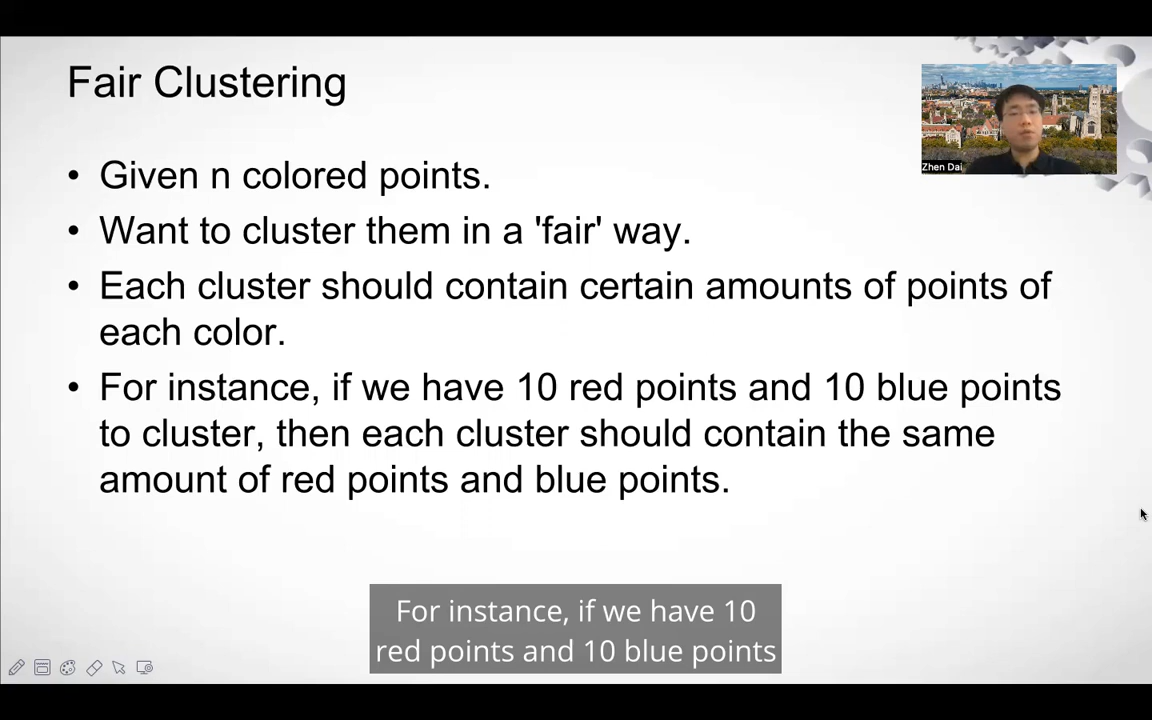 Fair Clustering
Zhen Dai
• Given n colored points.
• Want to cluster them in a 'fair' way.
• Each cluster should contain certain amounts of points of
each color.
• For instance, if we have 10 red points and 10 blue points
to cluster, then each cluster should contain the same
amount of red points and blue points.
For instance, if we have 10
red points and 10 blue points